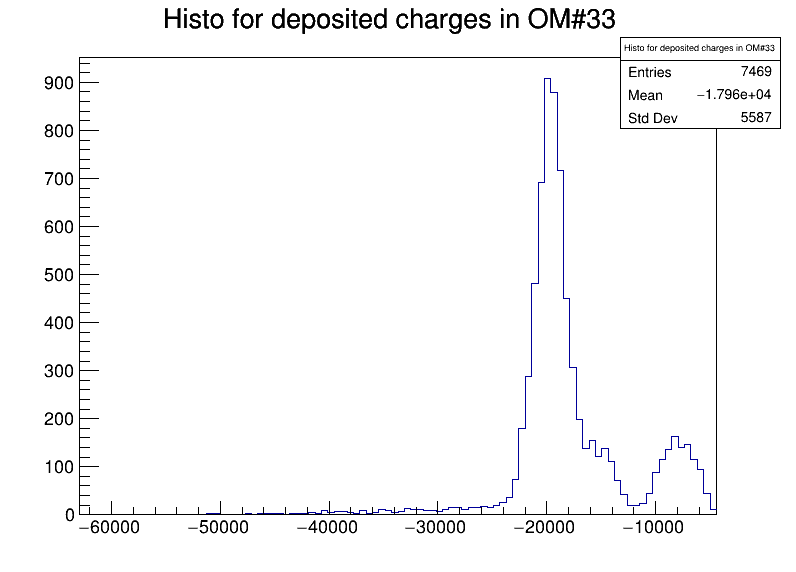 Histo for deposited charges in OM#33
Histo for deposited charges in OM#33
Entries 7469
Mean −1.796e+04
Std Dev 5587
900
800
700
600
500
400
300
200
100
0
−60000 −50000 −40000 −30000 −20000 −10000